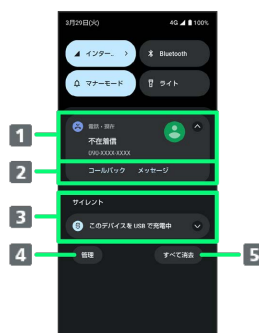 3月29日(火) 4G 100%
インター… Bluetooth
マナーモード ライト
1
電話・現在
不在着信
090-XXXX-XXXX
2
コールバック メッセージ
サイレント
3
このデバイスを USB で充電中
4 管理 すべて消去 5